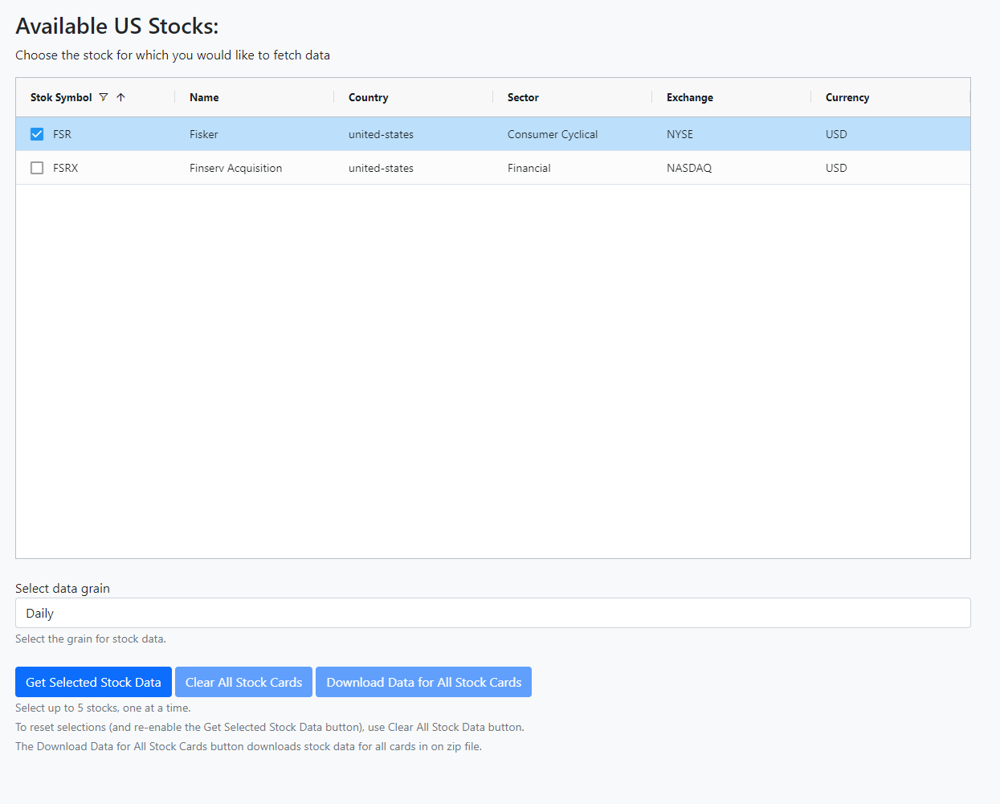 Available US Stocks:
Choose the stock for which you would like to fetch data
Stok Symbol Name Country Sector Exchange Currency
FSR Fisker united-states Consumer Cyclical NYSE USD
FSRX Finserv Acquisition united-states Financial NASDAQ USD
Select data grain
Daily
Select the grain for stock data.
Get Selected Stock Data Clear All Stock Cards Download Data for All Stock Cards
Select up to 5 stocks, one at a time.
To reset selections (and re-enable the Get Selected Stock Data button), use Clear All Stock Data button.
The Download Data for All Stock Cards button downloads stock data for all cards in on zip file.